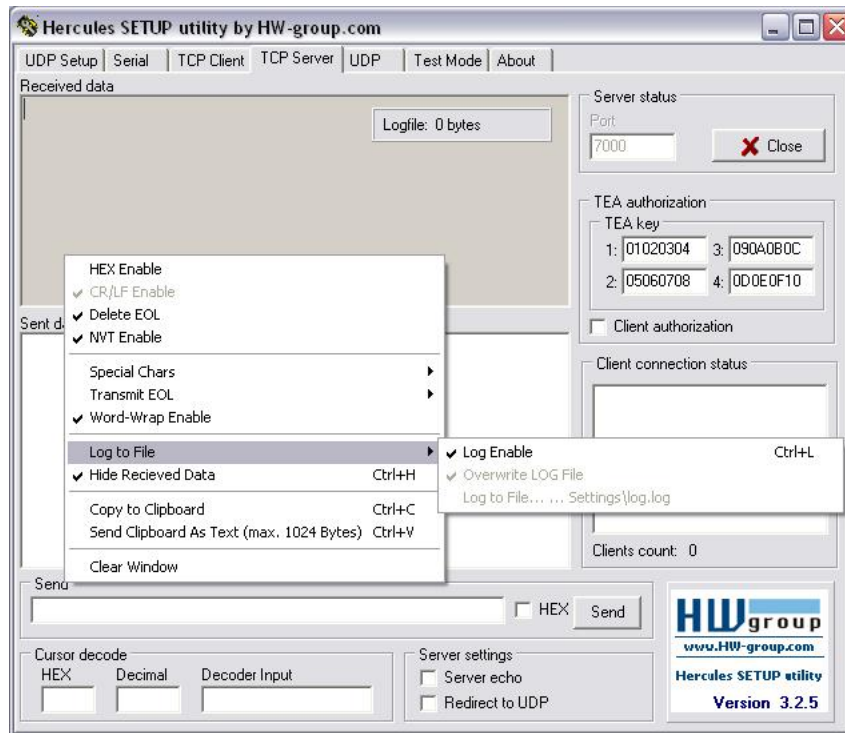 Hercules SETUP utility by HW-group.com
UDP Setup Serial TCP Client TCP Server UDP Test Mode About
Received data
Logfile: 0 bytes
Server status
Port
7000
Close
TEA authorization
TEA key
1: 01020304 3: 090A0B0C
2: 05060708 4: 0D0E0F10
Client authorization
Sent
HEX Enable
CR/LF Enable
Delete EOL
NVT Enable
Special Chars
Transmit EOL
Word-Wrap Enable
Log to File
Hide Recieved Data Ctrl+H
Copy to Clipboard Ctrl+C
Send Clipboard As Text (max. 1024 Bytes) Ctrl+V
Clear Window
Log Enable Ctrl+L
Overwrite LOG File
Log to File... ... Settings\log.log
Client connection status
Clients count: 0
Send
HEX Send
Cursor decode
HEX Decimal Decoder Input
Server settings
Server echo
Redirect to UDP
HWgroup
www.HW-group.com
Hercules SETUP utility
Version 3.2.5